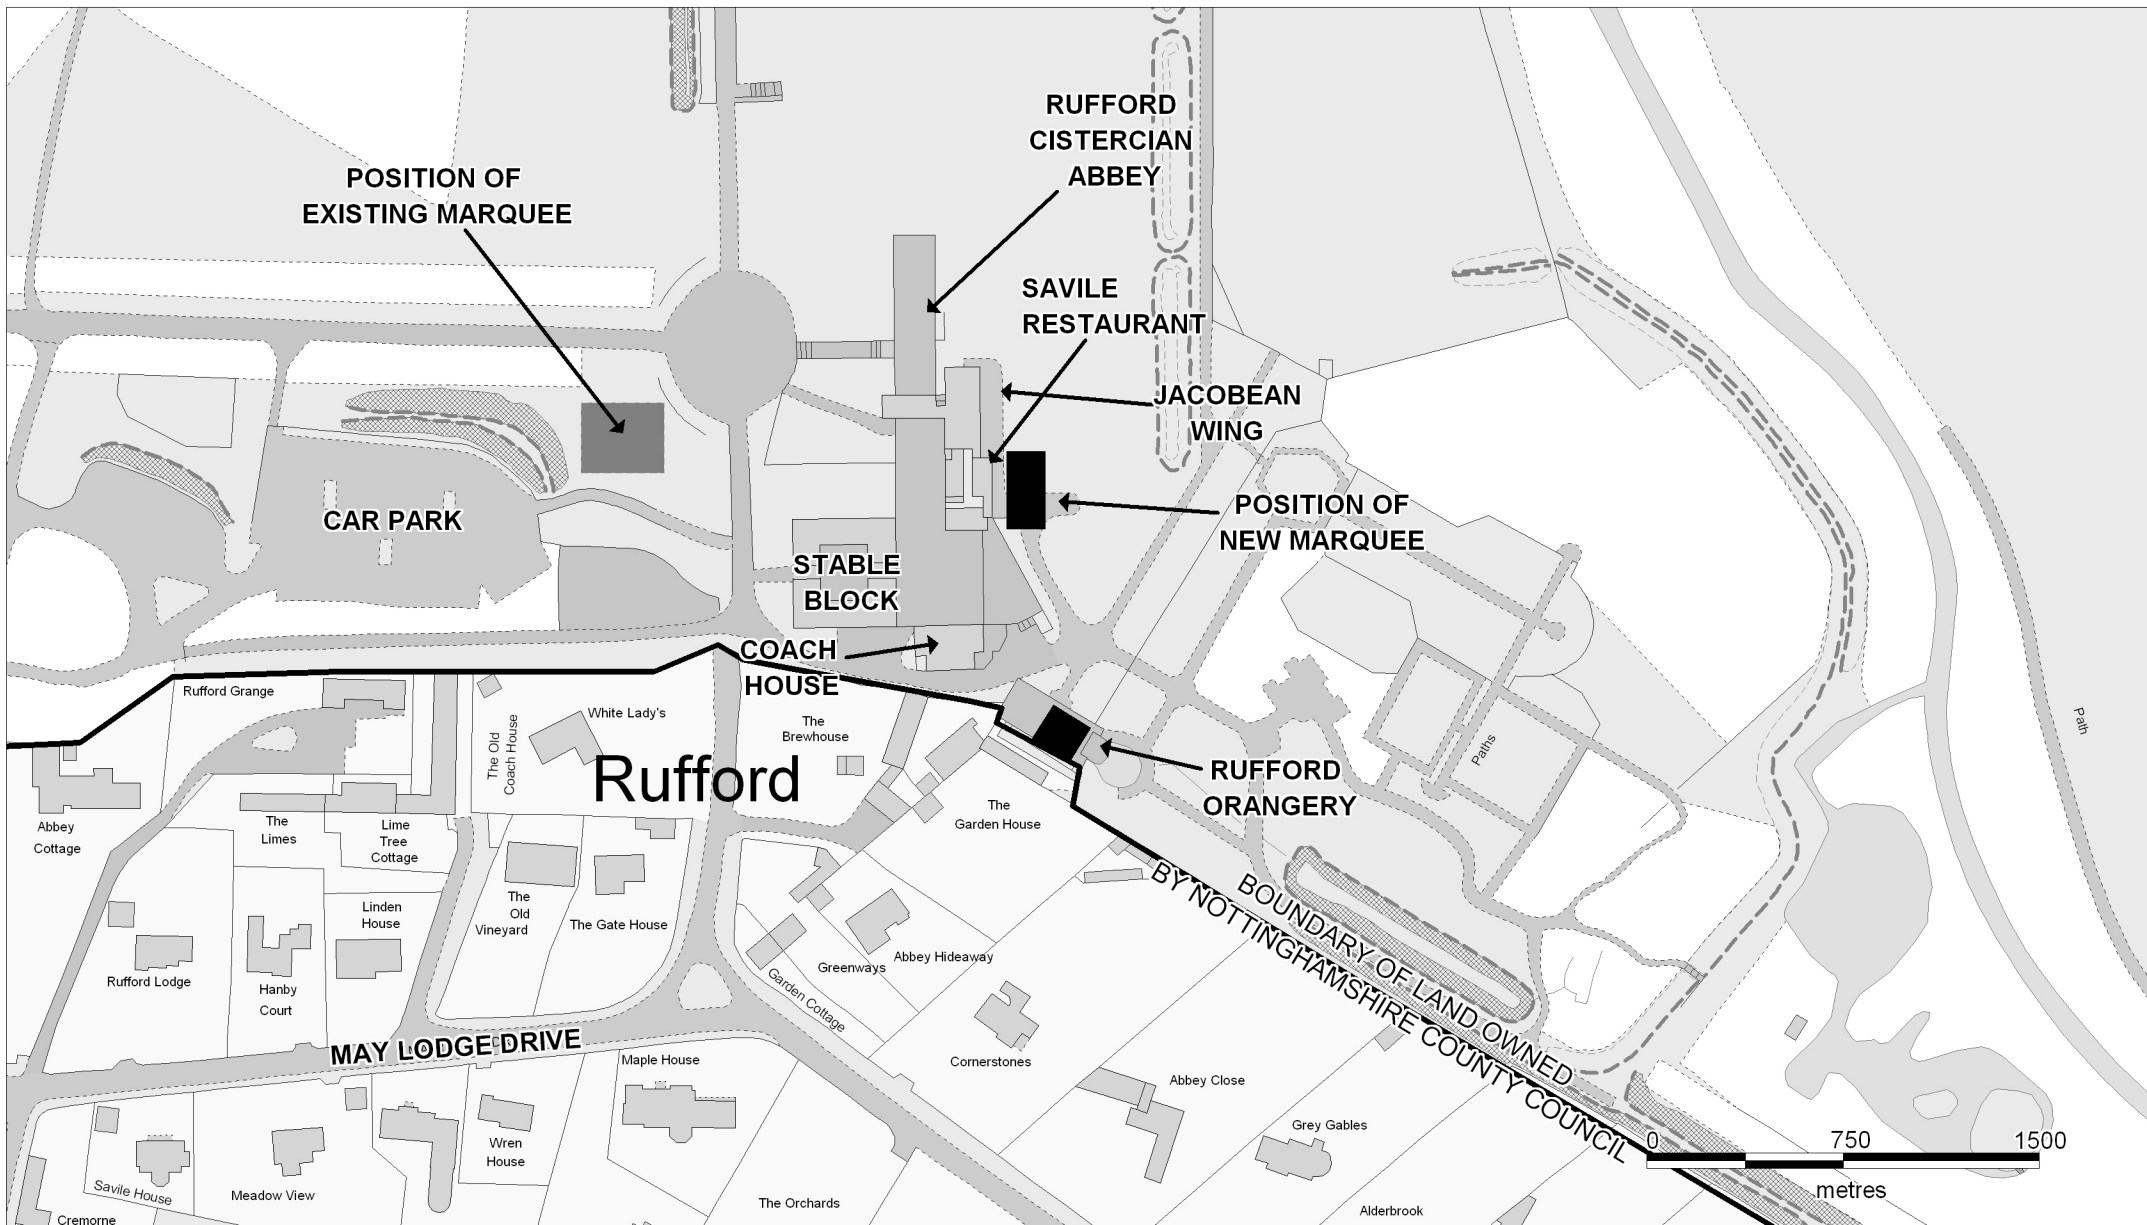 RUFFORD
CISTERCIAN
ABBEY
POSITION OF
EXISTING MARQUEE
SAVILE
RESTAURANT
JACOBEAN
WING
POSITION OF
NEW MARQUEE
CAR PARK
STABLE
BLOCK
COACH
HOUSE
Rufford Grange
The Old
Coach House
White Lady's
The
Brewhouse
Rufford
Path
Paths
RUFFORD
ORANGERY
Abbey
Cottage
The
Limes
Lime
Tree
Cottage
The
Garden House
Linden
House
The
Old
Vineyard
The Gate House
BOUNDARY OF LAND OWNED
BY NOTTINGHAMSHIRE COUNTY COUNCIL
Rufford Lodge
Hanby
Court
Greenways
Abbey Hideaway
Garden Cottage
MAY LODGE DRIVE
Maple House
Cornerstones
Abbey Close
Grey Gables
Wren
House
Savile House
Meadow View
The Orchards
Alderbrook
Cremorne
0 750 1500
metres